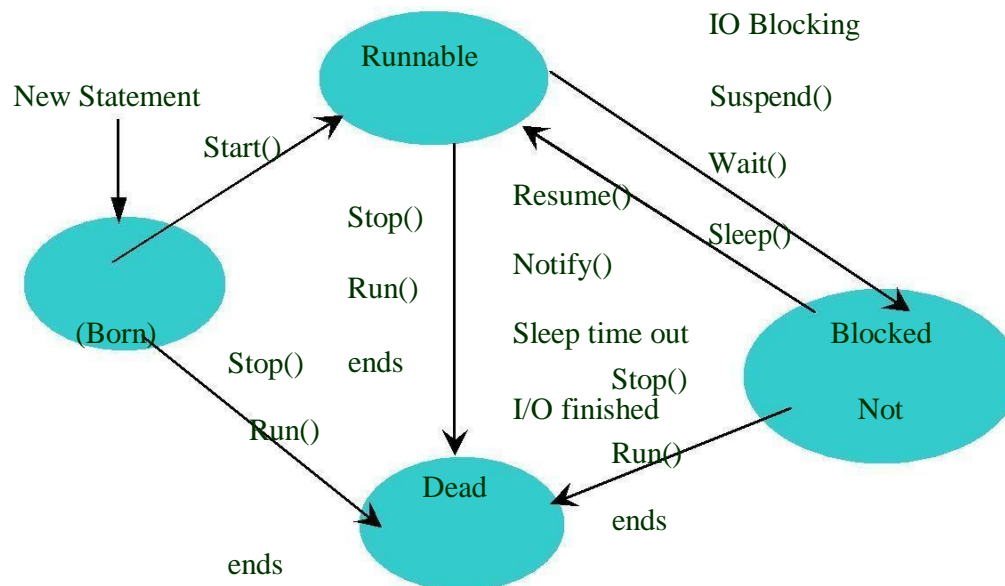 IO Blocking
Runnable
New Statement
Suspend()
Start()
Wait()
Resume()
Stop()
Sleep()
Notify()
Run()
(Born)
Sleep time out
Blocked
Stop()
ends
Stop()
I/O finished
Not
Run()
Run()
Dead
ends
ends